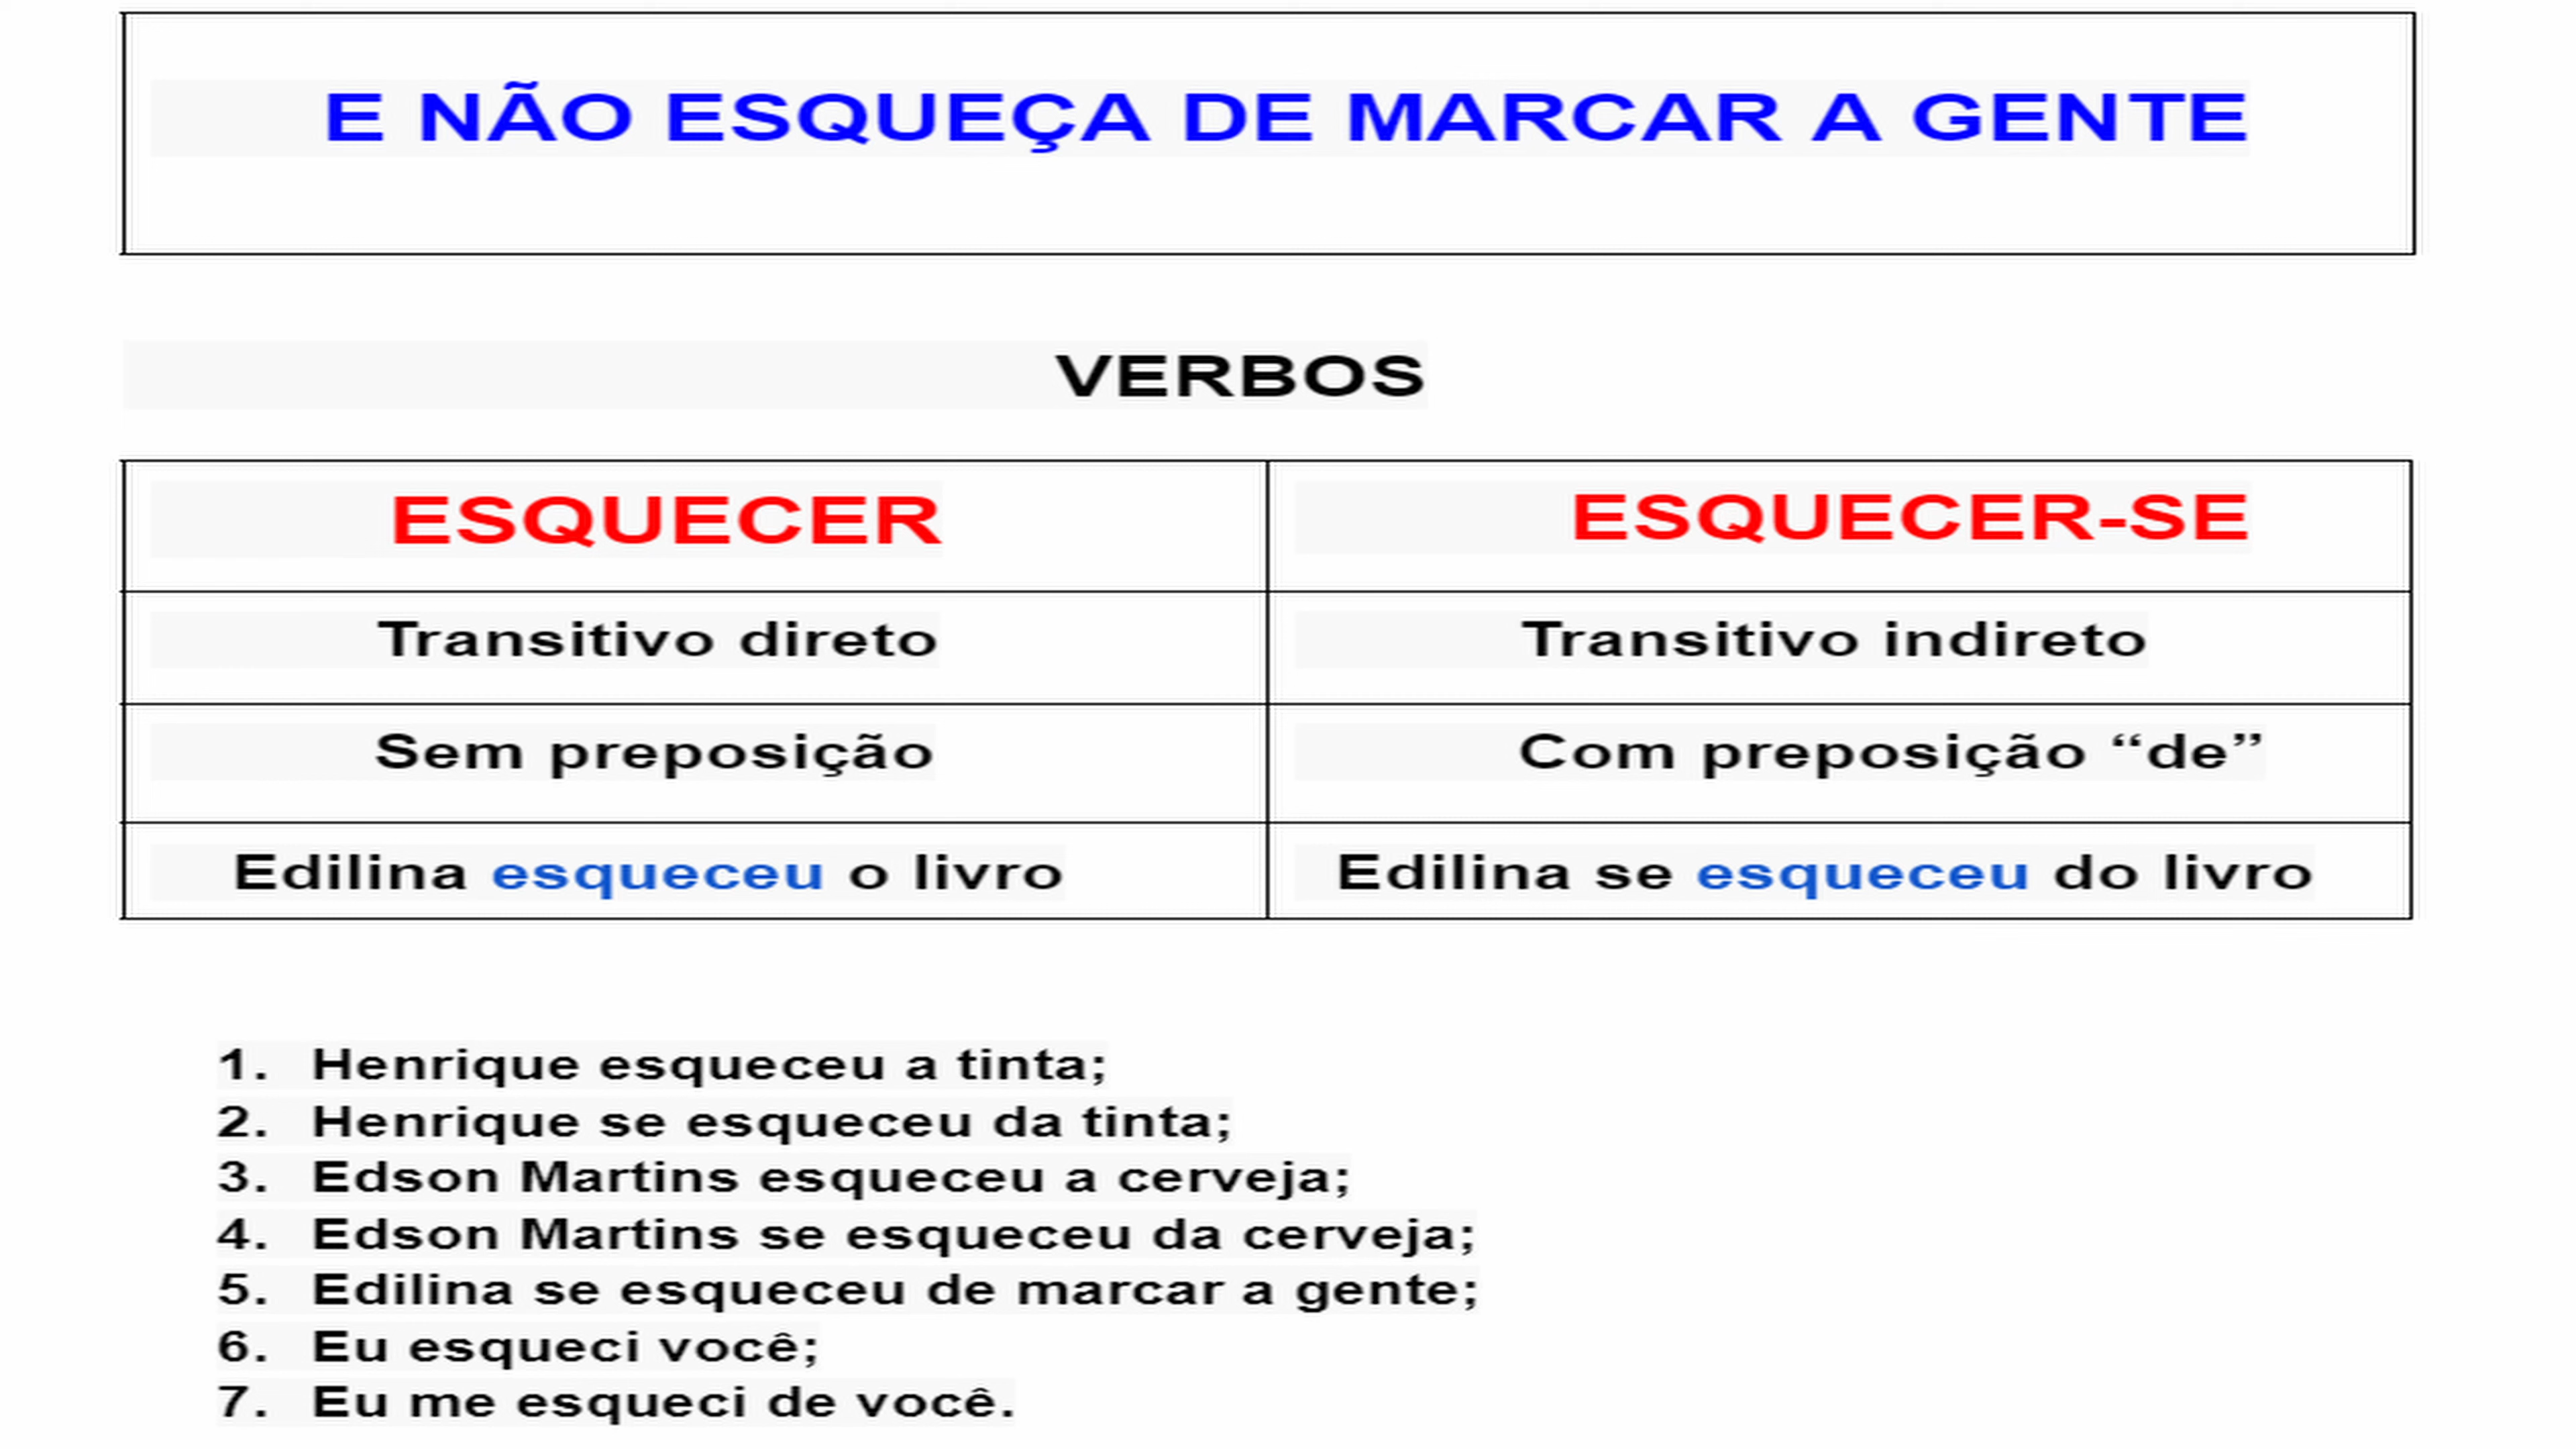 E NÃO ESQUEÇA DE MARCAR A GENTE
VERBOS
ESQUECER
ESQUECER-SE
Transitivo direto
Transitivo indireto
Sem preposição
Com preposição “de”
Edilina esqueceu o livro
Edilina se esqueceu do livro
1. Henrique esqueceu a tinta;
2. Henrique se esqueceu da tinta;
3. Edson Martins esqueceu a cerveja;
4. Edson Martins se esqueceu da cerveja;
5. Edilina se esqueceu de marcar a gente;
6. Eu esqueci você;
7. Eu me esqueci de você.